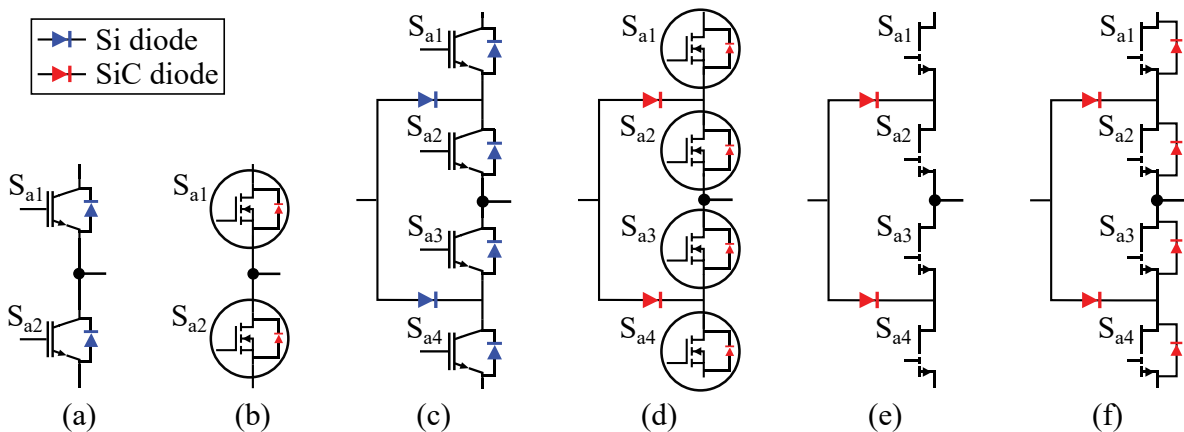 Si diode
SiC diode
Sa1
Sa2
Sa1
Sa2
Sa1
Sa2
Sa3
Sa4
Sa1
Sa2
Sa3
Sa4
Sa1
Sa2
Sa3
Sa4
Sa1
Sa2
Sa3
Sa4
(a) (b) (c) (d) (e) (f)